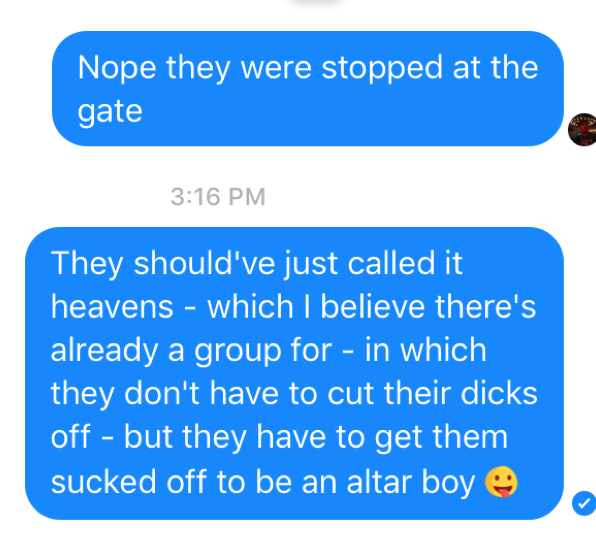 Nope they were stopped at the
gate
3:16 PM
They should've just called it
heavens - which I believe there's
already a group for - in which
they don't have to cut their dicks
off - but they have to get them
sucked off to be an altar boy 😛